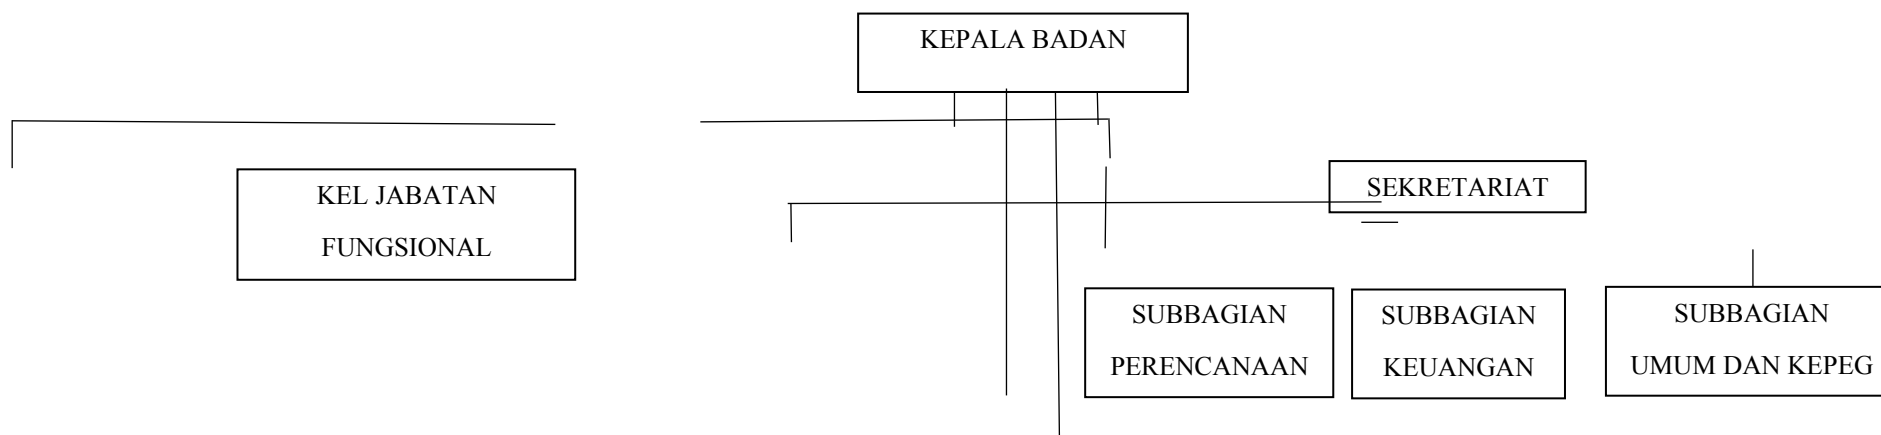 KEPALA BADAN
KEL JABATAN
FUNGSIONAL
SEKRETARIAT
SUBBAGIAN
PERENCANAAN
SUBBAGIAN
KEUANGAN
SUBBAGIAN
UMUM DAN KEPEG